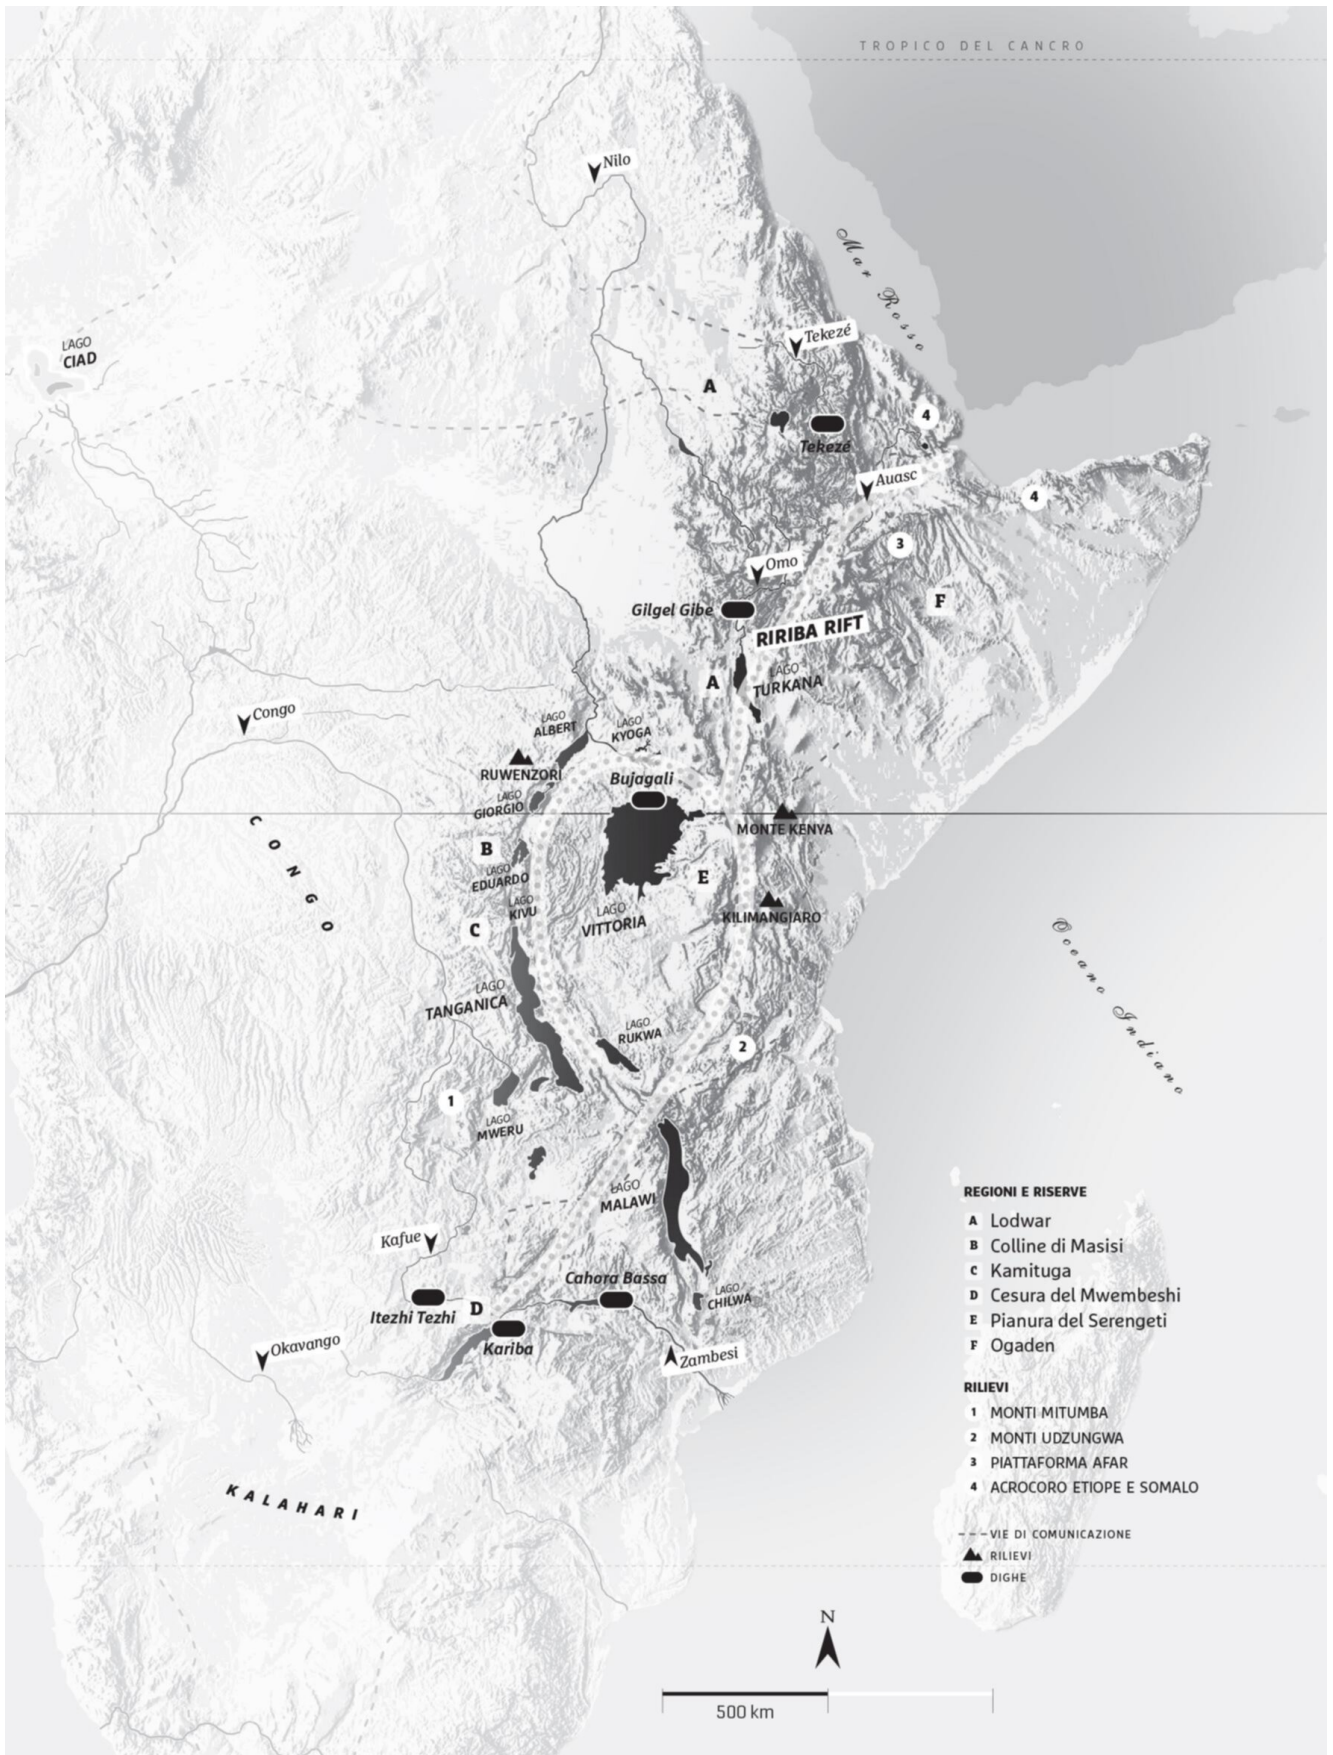 TROPICO DEL CANCRO
Nilo
Mar Rosso
Tekezé
LAGO
CIAD
A
4
Tekezé
Auasc
4
3
Omo
F
Gilgel Gibe
RIRIBA RIFT
A
LAGO
TURKANA
Congo
LAGO
ALBERT
LAGO
KYOGA
RUWENZORI
Bujagali
LAGO
GIORGIO
MONTE KENYA
CONGO
B
LAGO
EDUARDO
E
LAGO
KIVU
LAGO
VITTORIA
KILIMANGIARO
C
Oceano Indiano
LAGO
TANGANICA
LAGO
RUKWA
2
1
LAGO
MWERU
LAGO
MALAWI
Kafue
Cahora Bassa
LAGO
CHILWA
Itezhi Tezhi
D
Kariba
Okavango
Zambesi
KALAHARI
REGIONI E RISERVE
A Lodwar
B Colline di Masisi
C Kamituga
D Cesura del Mwembeshi
E Pianura del Serengeti
F Ogaden
RILIEVI
1 MONTI MITUMBA
2 MONTI UDZUNGWA
3 PIATTAFORMA AFAR
4 ACROCORO ETIOPE E SOMALO
VIE DI COMUNICAZIONE
RILIEVI
DIGHE
N
500 km